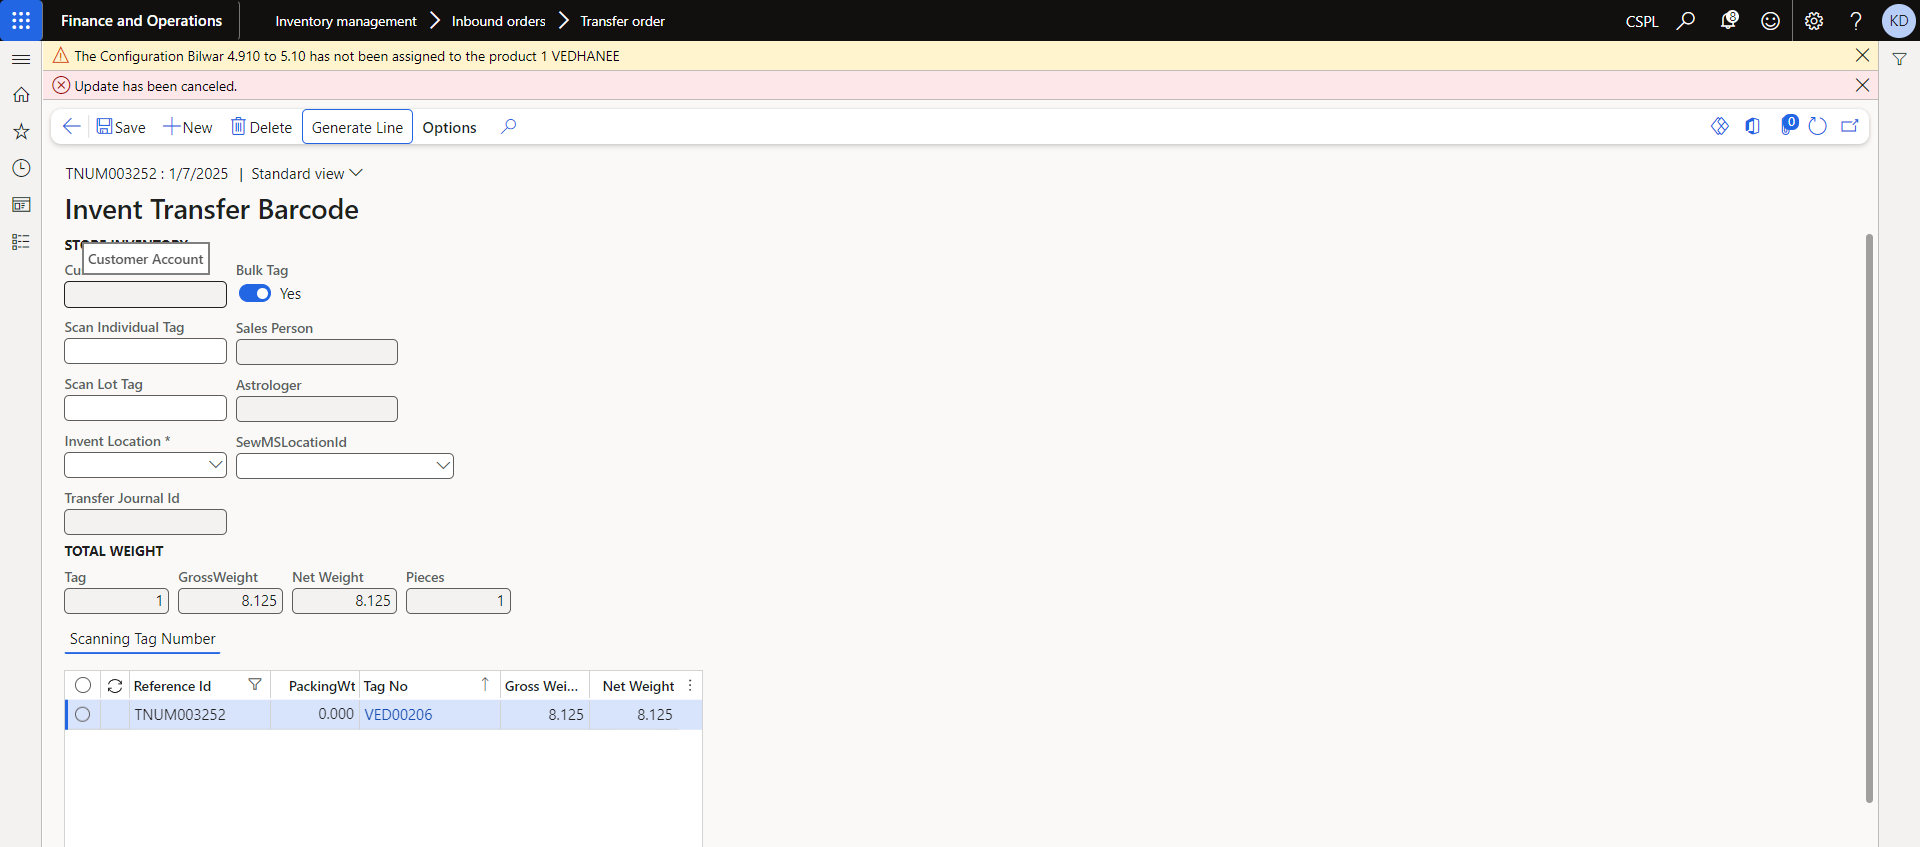 Finance and Operations
Inventory management > Inbound orders > Transfer order
CSPL
8
?
KD
The Configuration Bilwar 4.910 to 5.10 has not been assigned to the product 1 VEDHANEE
Update has been canceled.
Save
New
Delete
Generate Line
Options
0
TNUM003252 : 1/7/2025 | Standard view
Invent Transfer Barcode
STORE INVENTORY
Customer Account
Cu
Bulk Tag
Yes
Scan Individual Tag
Sales Person
Scan Lot Tag
Astrologer
Invent Location *
SewMSLocationId
Transfer Journal Id
TOTAL WEIGHT
Tag GrossWeight Net Weight Pieces
1 8.125 8.125 1
Scanning Tag Number
Reference Id PackingWt Tag No Gross Wei... Net Weight
TNUM003252 0.000 VED00206 8.125 8.125